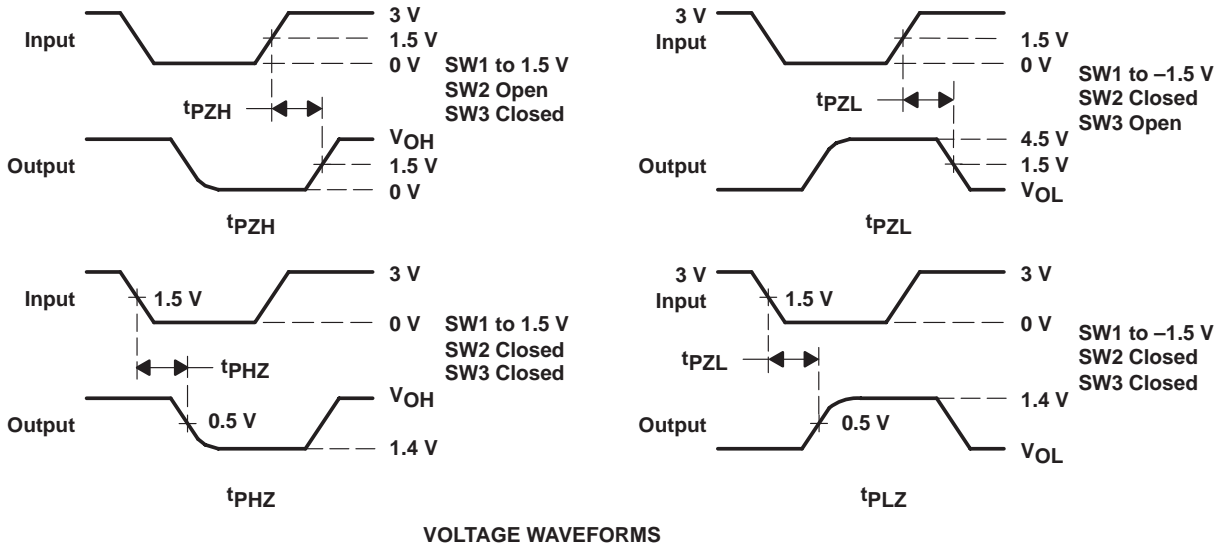 Input
3 V
1.5 V
0 V
SW1 to 1.5 V
SW2 Open
SW3 Closed
tPZH
Output
VOH
1.5 V
0 V
tPZH
3 V
Input
1.5 V
0 V
SW1 to –1.5 V
SW2 Closed
SW3 Open
tPZL
Output
4.5 V
1.5 V
VOL
tPZL
Input
1.5 V
3 V
0 V
SW1 to 1.5 V
SW2 Closed
SW3 Closed
tPHZ
Output
0.5 V
VOH
1.4 V
tPHZ
3 V
Input
1.5 V
3 V
0 V
SW1 to –1.5 V
SW2 Closed
SW3 Closed
tPZL
Output
0.5 V
1.4 V
VOL
tPLZ
VOLTAGE WAVEFORMS